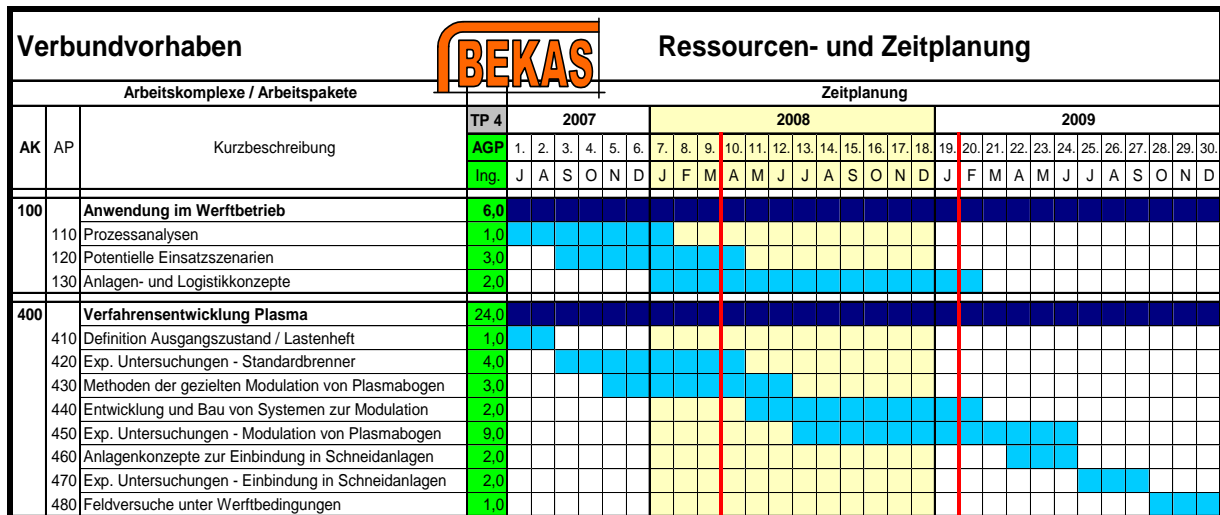 Verbundvorhaben BEKAS Ressourcen- und Zeitplanung
Arbeitskomplexe / Arbeitspakete Zeitplanung
TP 4 2007 2008 2009
AK AP Kurzbeschreibung AGP 1. 2. 3. 4. 5. 6. 7. 8. 9. 10. 11. 12. 13. 14. 15. 16. 17. 18. 19. 20. 21. 22. 23. 24. 25. 26. 27. 28. 29. 30.
Ing. J A S O N D J F M A M J J A S O N D J F M A M J J A S O N D
100 Anwendung im Werftbetrieb 6,0
110 Prozessanalysen 1,0
120 Potentielle Einsatzszenarien 3,0
130 Anlagen- und Logistikkonzepte 2,0
400 Verfahrensentwicklung Plasma 24,0
410 Definition Ausgangszustand / Lastenheft 1,0
420 Exp. Untersuchungen - Standardbrenner 4,0
430 Methoden der gezielten Modulation von Plasmabogen 3,0
440 Entwicklung und Bau von Systemen zur Modulation 2,0
450 Exp. Untersuchungen - Modulation von Plasmabogen 9,0
460 Anlagenkonzepte zur Einbindung in Schneidanlagen 2,0
470 Exp. Untersuchungen - Einbindung in Schneidanlagen 2,0
480 Feldversuche unter Werftbedingungen 1,0